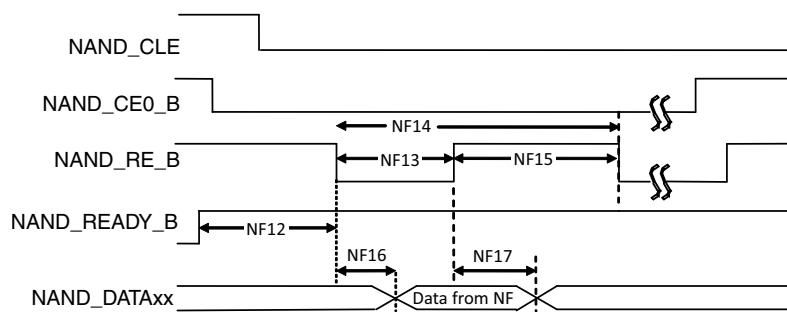 NAND_CLE
NAND_CE0_B
NF14
NAND_RE_B
NF13
NF15
NAND_READY_B
NF12
NF16
NF17
NAND_DATAxx
Data from NF